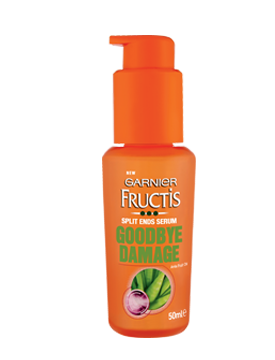 NEW
GARNIER
FRUCTIS
SPLIT ENDS SERUM
GOODBYE
DAMAGE
50ml e